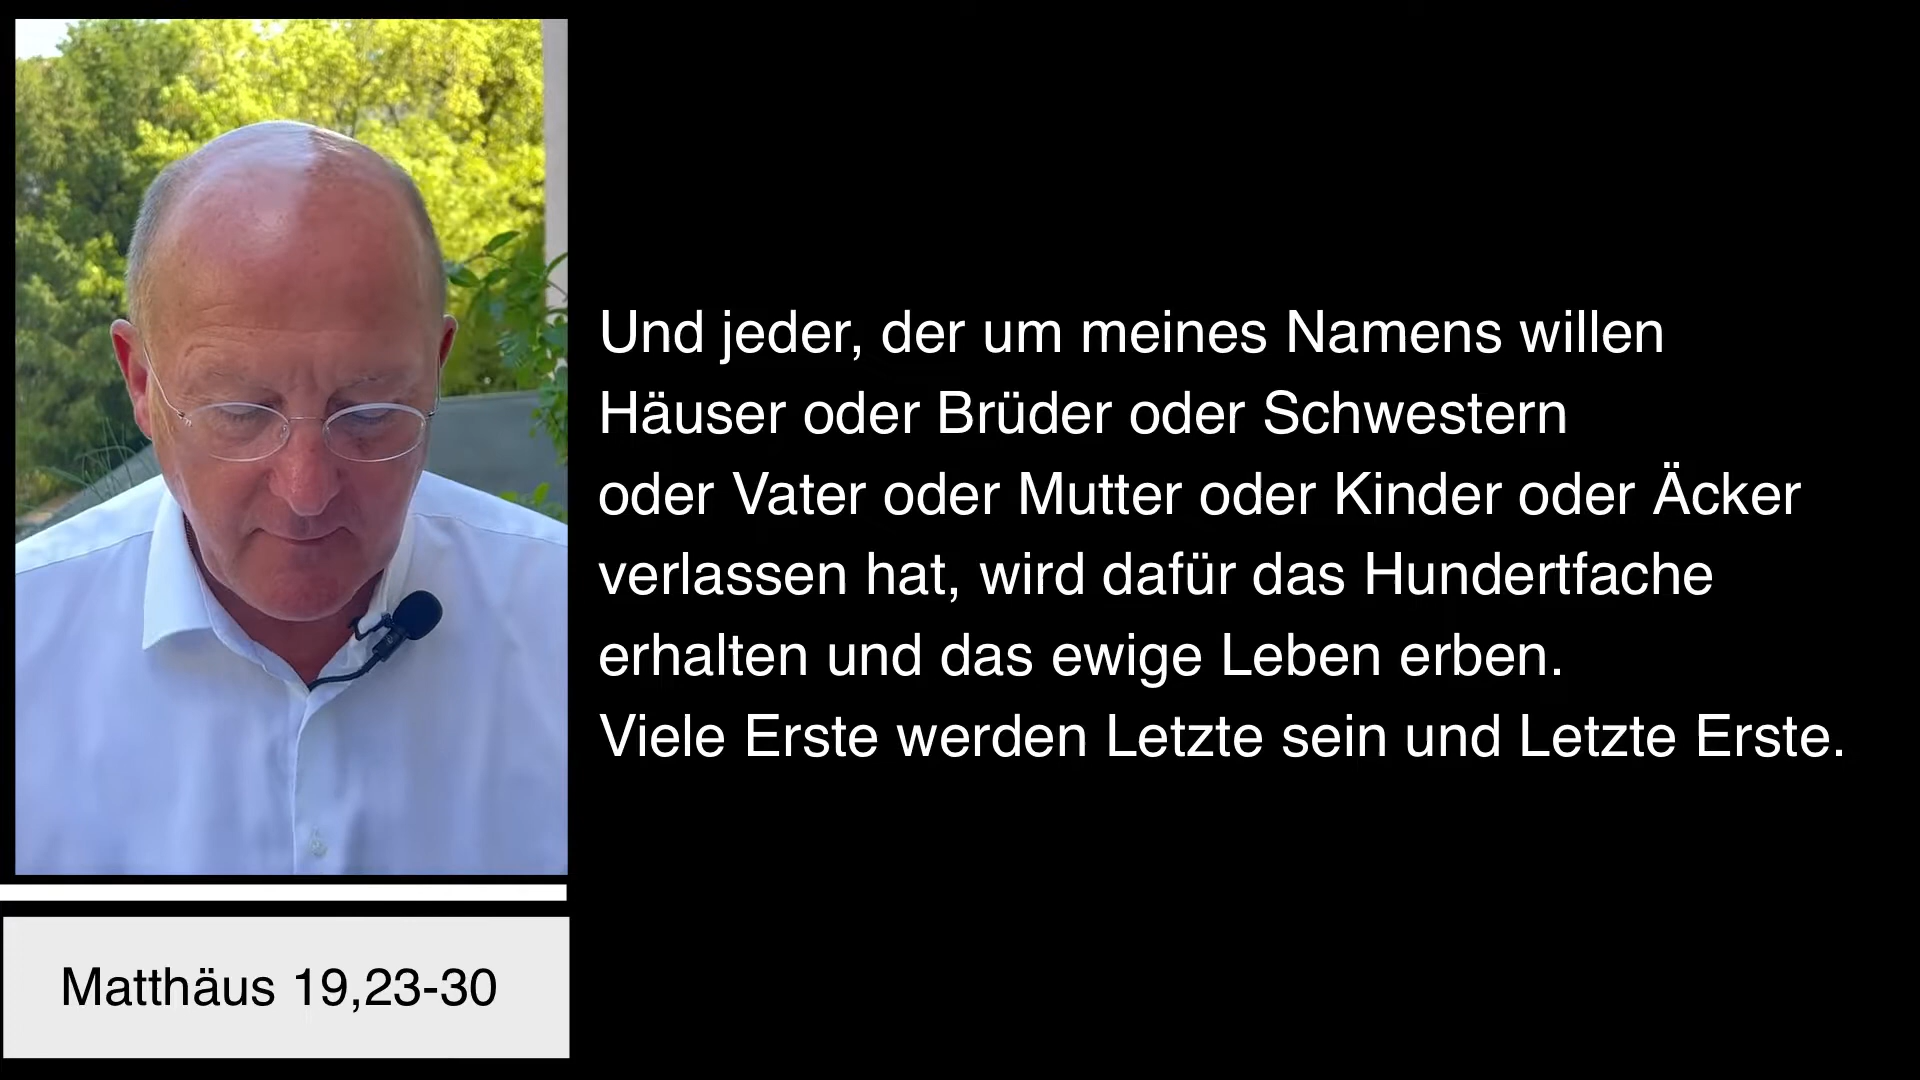 Und jeder, der um meines Namens willen
Häuser oder Brüder oder Schwestern
oder Vater oder Mutter oder Kinder oder Äcker
verlassen hat, wird dafür das Hundertfache
erhalten und das ewige Leben erben.
Viele Erste werden Letzte sein und Letzte Erste.
Matthäus 19,23-30